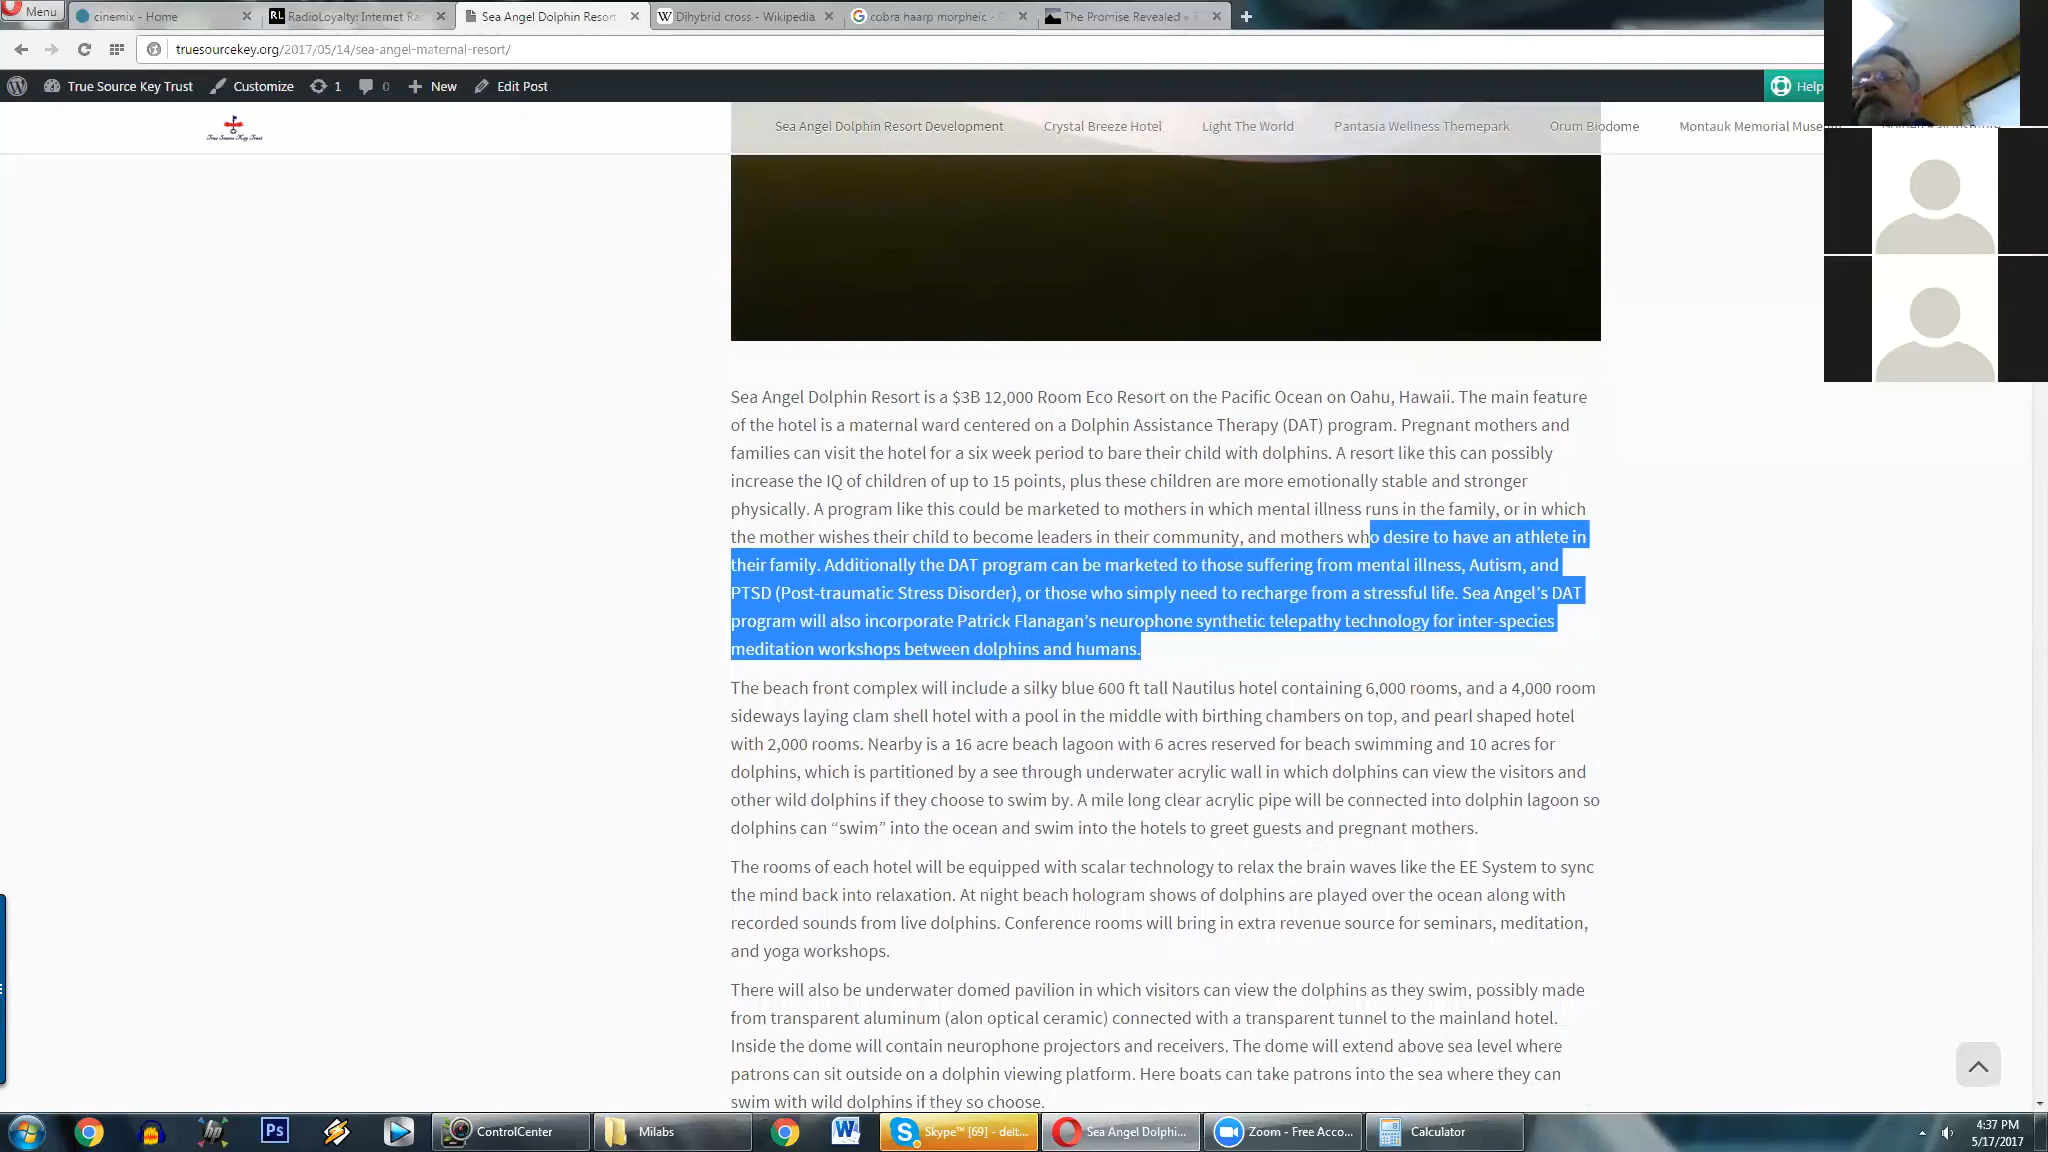 Menu
cinemix - Home
RL RadioLoyalty: Internet Ra
Sea Angel Dolphin Resort
W Dihybrid cross - Wikipedia
cobra haarp morpheic -
The Promise Revealed » T
truesourcekey.org/2017/05/14/sea-angel-maternal-resort/
True Source Key Trust
Customize
1
0
New
Edit Post
Help
True Source Key Trust
Sea Angel Dolphin Resort Development
Crystal Breeze Hotel
Light The World
Pantasia Wellness Themepark
Orum Biodome
Montauk Memorial Museum
Sea Angel Dolphin Resort is a $3B 12,000 Room Eco Resort on the Pacific Ocean on Oahu, Hawaii. The main feature
of the hotel is a maternal ward centered on a Dolphin Assistance Therapy (DAT) program. Pregnant mothers and
families can visit the hotel for a six week period to bare their child with dolphins. A resort like this can possibly
increase the IQ of children of up to 15 points, plus these children are more emotionally stable and stronger
physically. A program like this could be marketed to mothers in which mental illness runs in the family, or in which
the mother wishes their child to become leaders in their community, and mothers who desire to have an athlete in
their family. Additionally the DAT program can be marketed to those suffering from mental illness, Autism, and
PTSD (Post-traumatic Stress Disorder), or those who simply need to recharge from a stressful life. Sea Angel's DAT
program will also incorporate Patrick Flanagan's neurophone synthetic telepathy technology for inter-species
meditation workshops between dolphins and humans.
The beach front complex will include a silky blue 600 ft tall Nautilus hotel containing 6,000 rooms, and a 4,000 room
sideways laying clam shell hotel with a pool in the middle with birthing chambers on top, and pearl shaped hotel
with 2,000 rooms. Nearby is a 16 acre beach lagoon with 6 acres reserved for beach swimming and 10 acres for
dolphins, which is partitioned by a see through underwater acrylic wall in which dolphins can view the visitors and
other wild dolphins if they choose to swim by. A mile long clear acrylic pipe will be connected into dolphin lagoon so
dolphins can “swim” into the ocean and swim into the hotels to greet guests and pregnant mothers.
The rooms of each hotel will be equipped with scalar technology to relax the brain waves like the EE System to sync
the mind back into relaxation. At night beach hologram shows of dolphins are played over the ocean along with
recorded sounds from live dolphins. Conference rooms will bring in extra revenue source for seminars, meditation,
and yoga workshops.
There will also be underwater domed pavilion in which visitors can view the dolphins as they swim, possibly made
from transparent aluminum (alon optical ceramic) connected with a transparent tunnel to the mainland hotel.
Inside the dome will contain neurophone projectors and receivers. The dome will extend above sea level where
patrons can sit outside on a dolphin viewing platform. Here boats can take patrons into the sea where they can
swim with wild dolphins if they so choose.
hp
Ps
ControlCenter
Milabs
W
Skype™ [69] - delt...
Sea Angel Dolphi...
Zoom - Free Acco...
Calculator
4:37 PM
5/17/2017